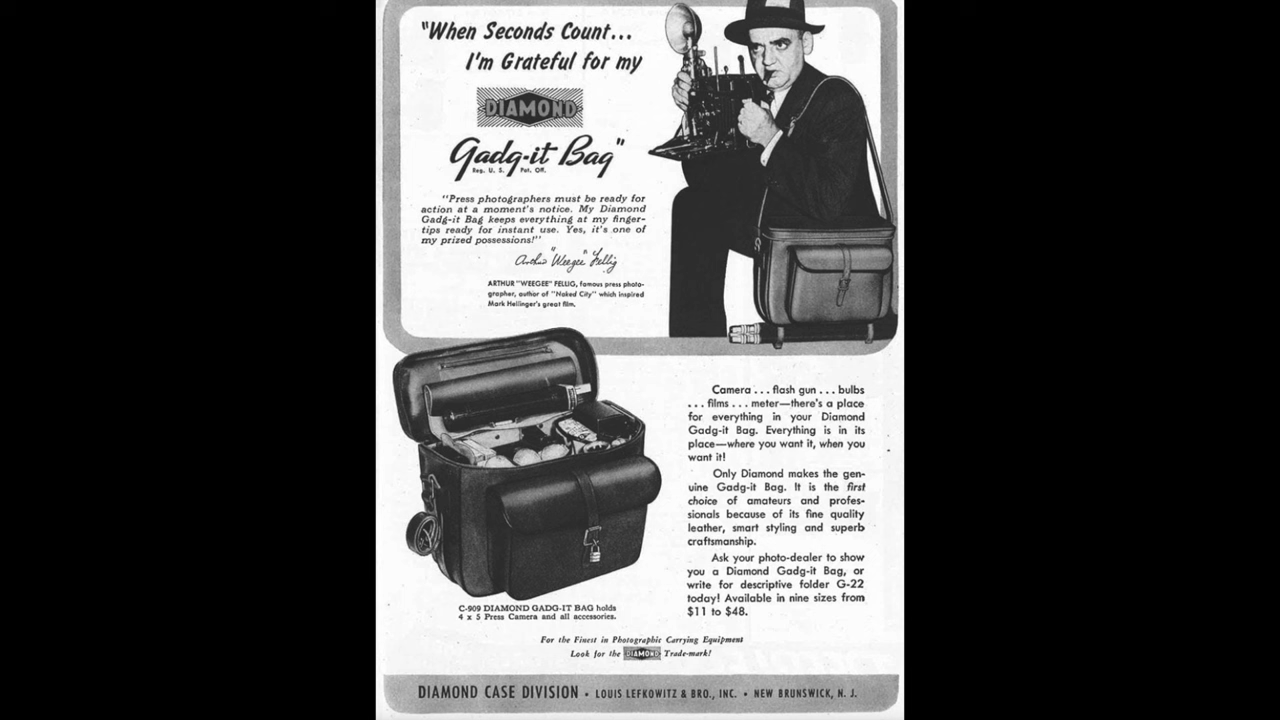 "When Seconds Count...
I'm Grateful for my
DIAMOND
Gadg-it Bag"
Reg. U. S. Pat. Off.
"Press photographers must be ready for
action at a moment's notice. My Diamond
Gadg-it Bag keeps everything at my finger-
tips ready for instant use. Yes, it's one of
my prized possessions!"
Arthur "Weegee" Fellig
ARTHUR "WEEGEE" FELLIG, famous press photo-
grapher, author of "Naked City" which inspired
Mark Hellinger's great film.
Camera . . . flash gun . . . bulbs
. . . films . . . meter—there's a place
for everything in your Diamond
Gadg-it Bag. Everything is in its
place—where you want it, when you
want it!
Only Diamond makes the gen-
uine Gadg-it Bag. It is the first
choice of amateurs and profes-
sionals because of its fine quality
leather, smart styling and superb
craftsmanship.
Ask your photo-dealer to show
you a Diamond Gadg-it Bag, or
write for descriptive folder G-22
today! Available in nine sizes from
$11 to $48.
C-909 DIAMOND GADG-IT BAG holds
4 x 5 Press Camera and all accessories.
For the Finest in Photographic Carrying Equipment
Look for the DIAMOND Trade-mark!
DIAMOND CASE DIVISION • LOUIS LEFKOWITZ & BRO., INC. • NEW BRUNSWICK, N. J.